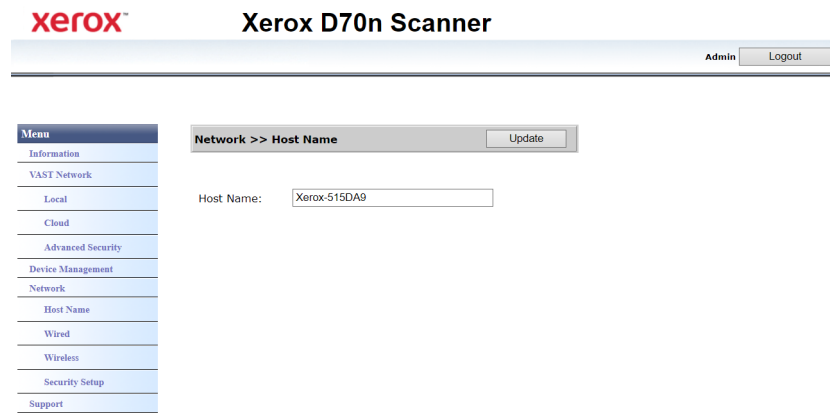 xerox™
Xerox D70n Scanner
Admin
Logout
Menu
Information
VAST Network
Local
Cloud
Advanced Security
Device Management
Network
Host Name
Wired
Wireless
Security Setup
Support
Network >> Host Name
Update
Host Name:
Xerox-515DA9